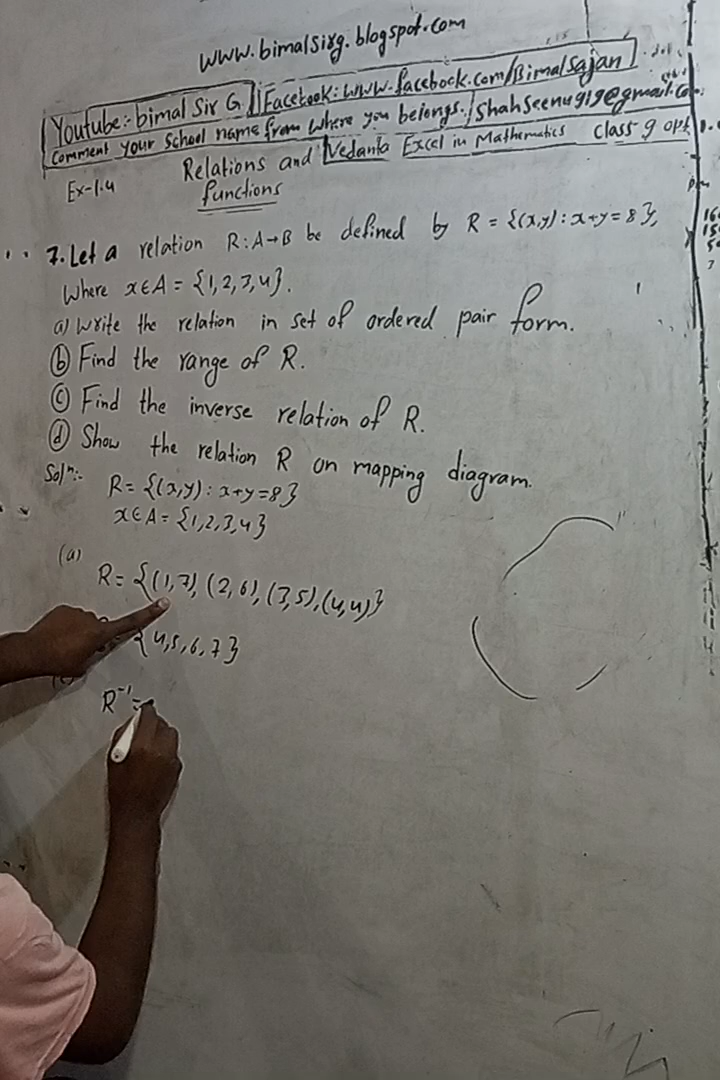 www.bimalsirg.blogspot.com
Youtube:- bimal Sir G Facebook: www.facebook.com/Bimalsajan
Comment your School name from where you belongs. / shahseenu919@gmail.co
Relations and functions Vedanta Excel in Mathematics class 9 opt
Ex-1.4
7. Let a relation R: A→B be defined by R = {(x,y) : x+y = 8},
Where x∈A = {1,2,3,4}.
a) Write the relation in set of ordered pair form.
(b) Find the range of R.
(c) Find the inverse relation of R.
(d) Show the relation R on mapping diagram.
Solⁿ:-
R = {(x,y) : x+y=8}
x∈A = {1,2,3,4}
(a)
R = {(1,7), (2,6), (3,5), (4,4)}
{4,5,6,7}
R⁻¹=